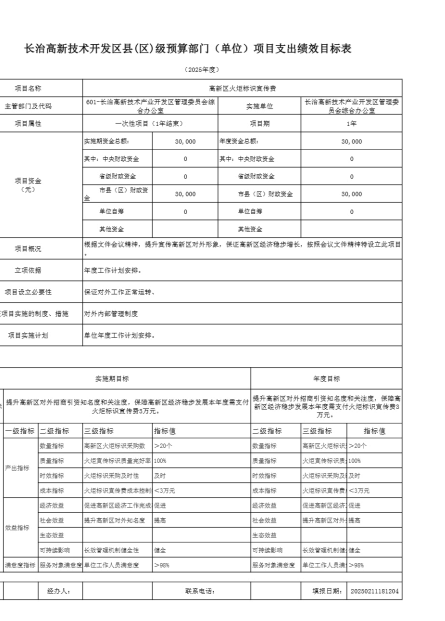 长治高新技术开发区县(区)级预算部门（单位）项目支出绩效目标表
（2025年度）
项目名称 高新区火炬标识宣传费
主管部门及代码 601-长治高新技术产业开发区管理委员会综合办公室 实施单位 长治高新技术产业开发区管理委员会综合办公室
项目属性 一次性项目（1年结束） 项目期 1年
项目资金（元） 实施期资金总额： 30,000 年度资金总额： 30,000
其中：中央财政资金 0 其中：中央财政资金 0
省级财政资金 0 省级财政资金 0
市县（区）财政资金 30,000 市县（区）财政资金 30,000
单位自筹 0 单位自筹 0
其他资金 其他资金
项目概况 根据文件会议精神，提升宣传高新区对外形象，保证高新区经济稳步增长，按照会议文件精神特设立此项目。
立项依据 年度工作计划安排。
项目设立必要性 保证对外工作正常运转。
项目实施的制度、措施 对外内部管理制度
项目实施计划 单位年度工作计划安排。
实施期目标 年度目标
提升高新区对外招商引资知名度和关注度，保障高新区经济稳步发展本年度需支付火炬标识宣传费3万元。 提升高新区对外招商引资知名度和关注度，保障高新区经济稳步发展本年度需支付火炬标识宣传费3万元。
一级指标 二级指标 三级指标 指标值 二级指标 三级指标 指标值
产出指标 数量指标 高新区火炬标识采购数 >20个 数量指标 高新区火炬标识 >20个
质量指标 火炬宣传标识质量完好率 100% 质量指标 火炬宣传标识质 100%
时效指标 火炬标识采购及时性 及时 时效指标 火炬标识采购及 及时
成本指标 火炬标识宣传费成本控制 <3万元 成本指标 火炬标识宣传费 <3万元
效益指标 经济效益 促进高新区经济工作完成 促进 经济效益 促进高新区经济 促进
社会效益 提升高新区对外知名度 提高 社会效益 提升高新区对外 提高
生态效益 生态效益
可持续影响 长效管理机制健全性 健全 可持续影响 长效管理机制健 健全
满意度指标 服务对象满意度 单位工作人员满意度 >98% 服务对象满意度 单位工作人员满 >98%
经办人： 联系电话： 填报日期： 20250211181204